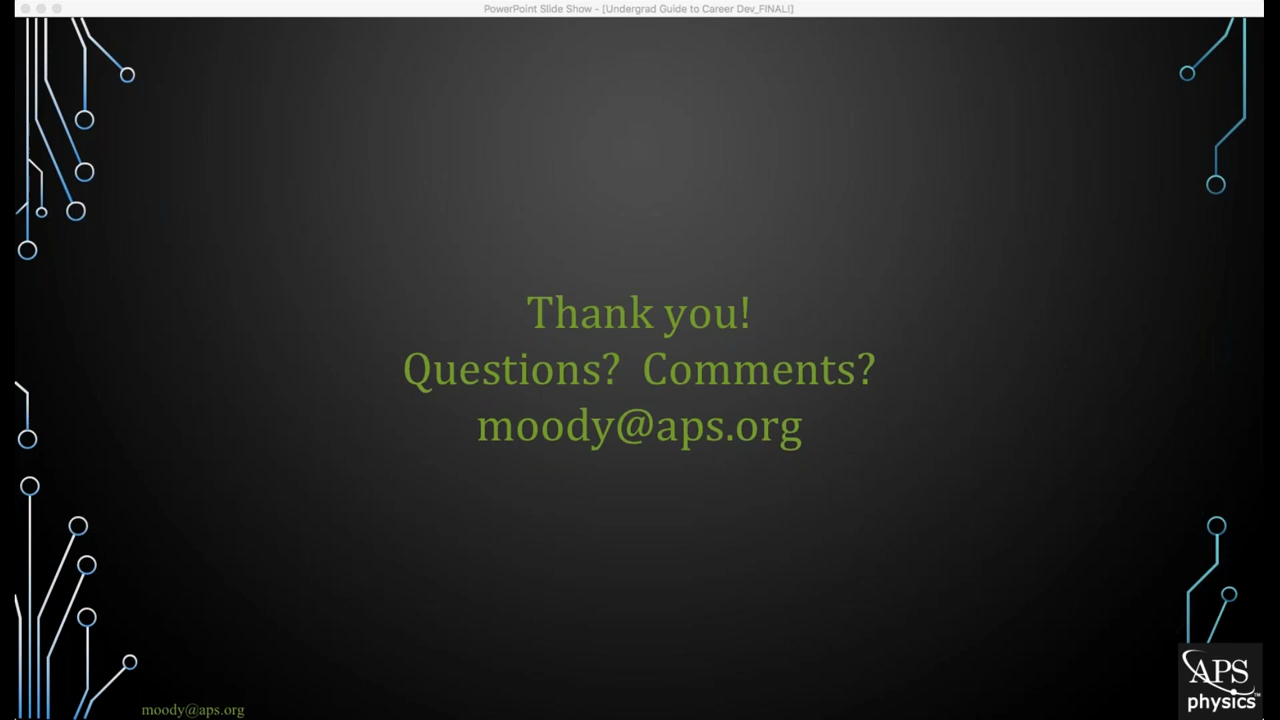 PowerPoint Slide Show - [Undergrad Guide to Career Dev_FINAL!]
Thank you!
Questions? Comments?
moody@aps.org
moody@aps.org
APS
physics™